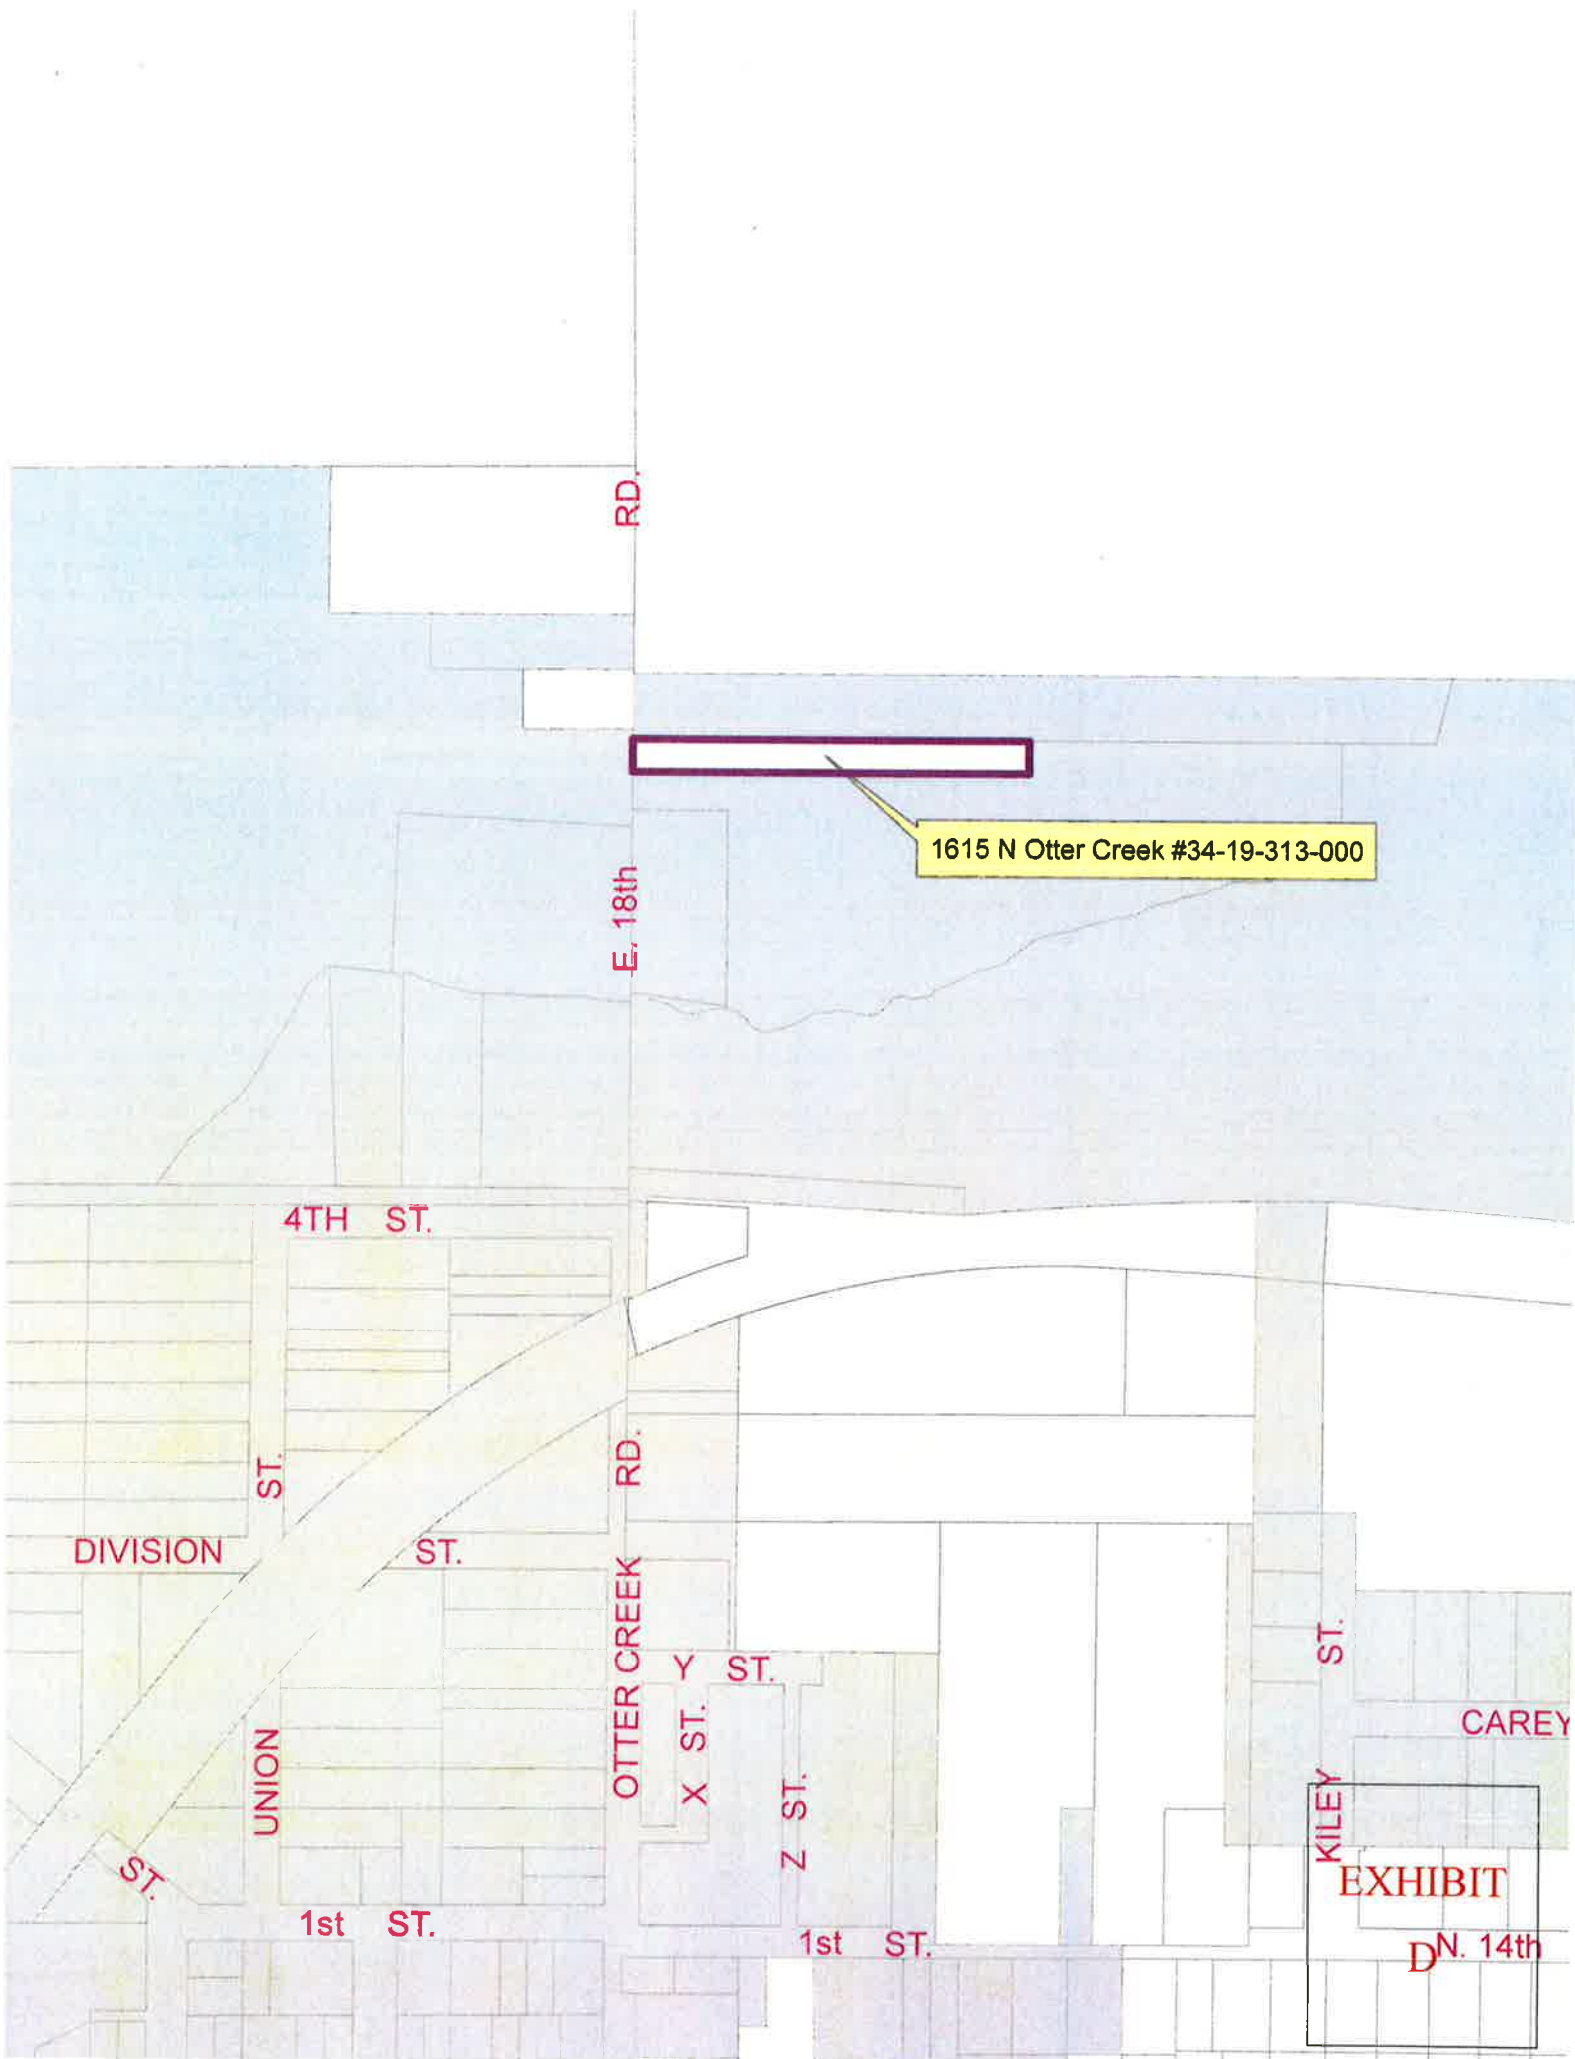 RD.
1615 N Otter Creek #34-19-313-000
E. 18th
4TH ST.
ST.
RD.
DIVISION ST.
OTTER CREEK
Y ST.
X ST.
Z ST.
ST.
CAREY
UNION
KILEY
ST.
EXHIBIT
D
1st ST.
1st ST.
N. 14th